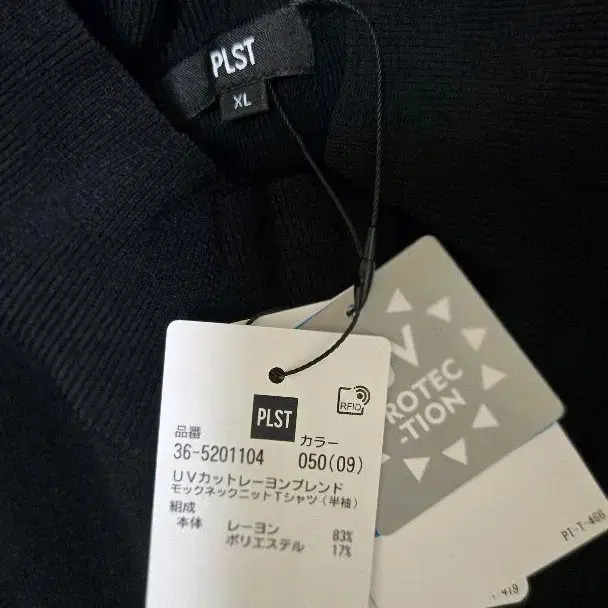 PLST
XL
PLST
RFID
品番
カラー
36-5201104 050(09)
UVカットレーヨンブレンド
モックネックニットTシャツ(半袖)
組成
本体 レーヨン 83%
ポリエステル 17%
V
ROTEC
-TION
PI-T-466
419